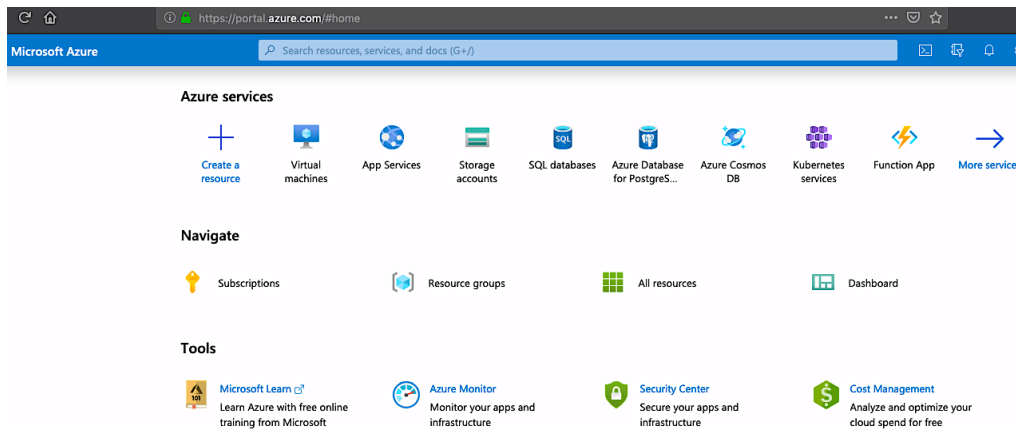 https://portal.azure.com/#home
Microsoft Azure
Search resources, services, and docs (G+/)
Azure services
Create a resource
Virtual machines
App Services
Storage accounts
SQL databases
Azure Database for PostgreS...
Azure Cosmos DB
Kubernetes services
Function App
More service
Navigate
Subscriptions
Resource groups
All resources
Dashboard
Tools
101
Microsoft Learn
Learn Azure with free online
training from Microsoft
Azure Monitor
Monitor your apps and
infrastructure
Security Center
Secure your apps and
infrastructure
Cost Management
Analyze and optimize your
cloud spend for free